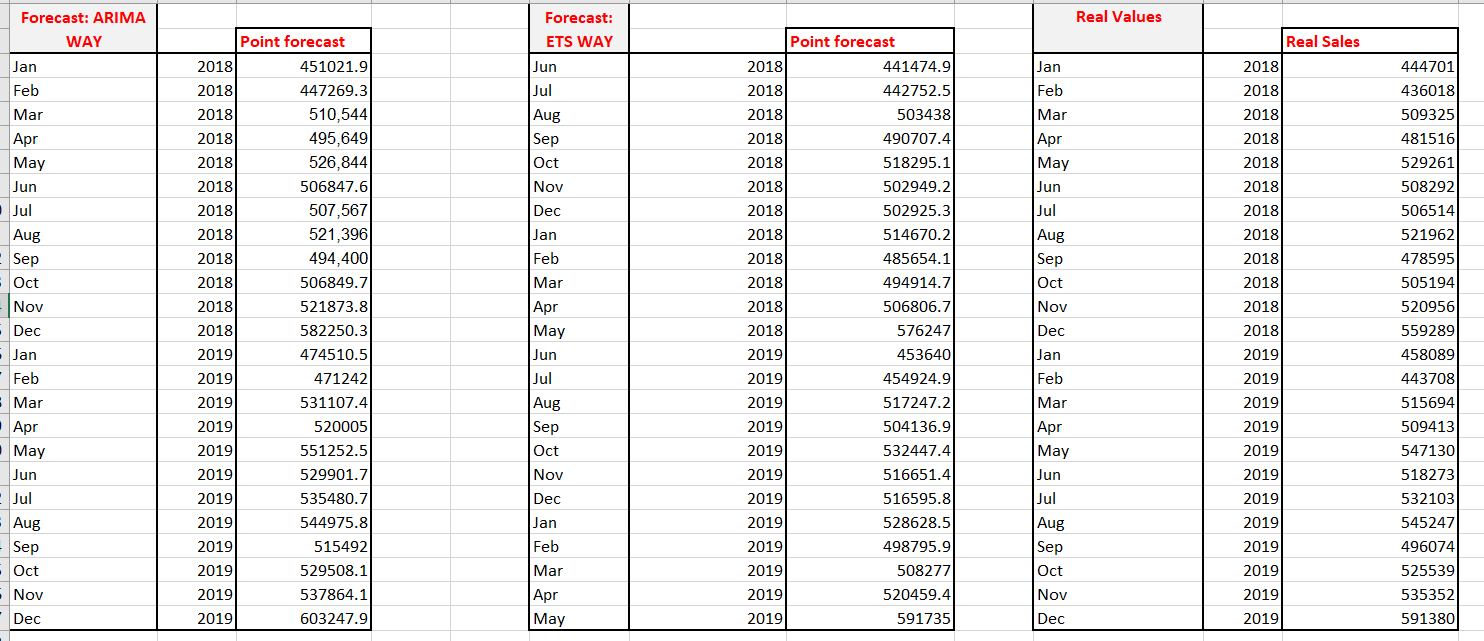 Forecast: ARIMA Forecast: Real Values
WAY Point forecast ETS WAY Point forecast Real Sales
Jan 2018 451021.9 Jun 2018 441474.9 Jan 2018 444701
Feb 2018 447269.3 Jul 2018 442752.5 Feb 2018 436018
Mar 2018 510,544 Aug 2018 503438 Mar 2018 509325
Apr 2018 495,649 Sep 2018 490707.4 Apr 2018 481516
May 2018 526,844 Oct 2018 518295.1 May 2018 529261
Jun 2018 506847.6 Nov 2018 502949.2 Jun 2018 508292
Jul 2018 507,567 Dec 2018 502925.3 Jul 2018 506514
Aug 2018 521,396 Jan 2018 514670.2 Aug 2018 521962
Sep 2018 494,400 Feb 2018 485654.1 Sep 2018 478595
Oct 2018 506849.7 Mar 2018 494914.7 Oct 2018 505194
Nov 2018 521873.8 Apr 2018 506806.7 Nov 2018 520956
Dec 2018 582250.3 May 2018 576247 Dec 2018 559289
Jan 2019 474510.5 Jun 2019 453640 Jan 2019 458089
Feb 2019 471242 Jul 2019 454924.9 Feb 2019 443708
Mar 2019 531107.4 Aug 2019 517247.2 Mar 2019 515694
Apr 2019 520005 Sep 2019 504136.9 Apr 2019 509413
May 2019 551252.5 Oct 2019 532447.4 May 2019 547130
Jun 2019 529901.7 Nov 2019 516651.4 Jun 2019 518273
Jul 2019 535480.7 Dec 2019 516595.8 Jul 2019 532103
Aug 2019 544975.8 Jan 2019 528628.5 Aug 2019 545247
Sep 2019 515492 Feb 2019 498795.9 Sep 2019 496074
Oct 2019 529508.1 Mar 2019 508277 Oct 2019 525539
Nov 2019 537864.1 Apr 2019 520459.4 Nov 2019 535352
Dec 2019 603247.9 May 2019 591735 Dec 2019 591380